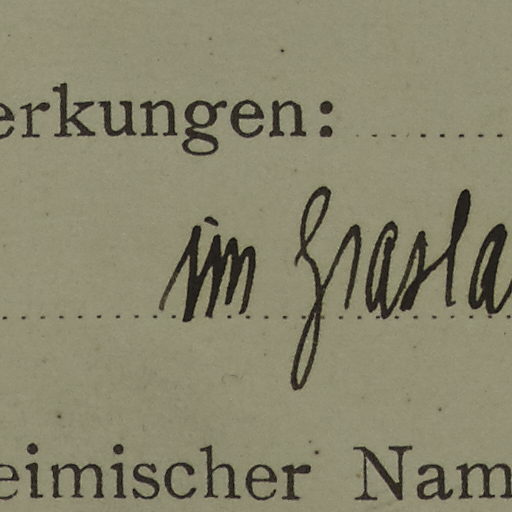 erkungen:
im Grasla
eimischer Nam